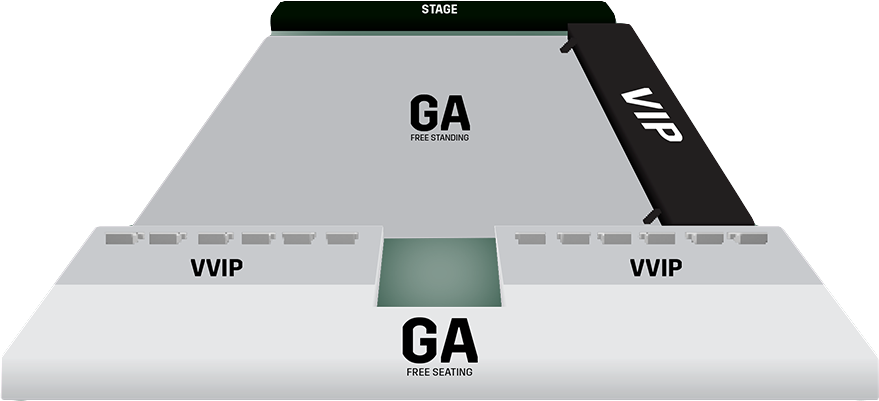 STAGE
GA
FREE STANDING
VIP
VVIP
VVIP
GA
FREE SEATING